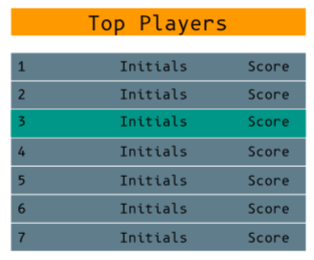 Top Players
1 Initials Score
2 Initials Score
3 Initials Score
4 Initials Score
5 Initials Score
6 Initials Score
7 Initials Score